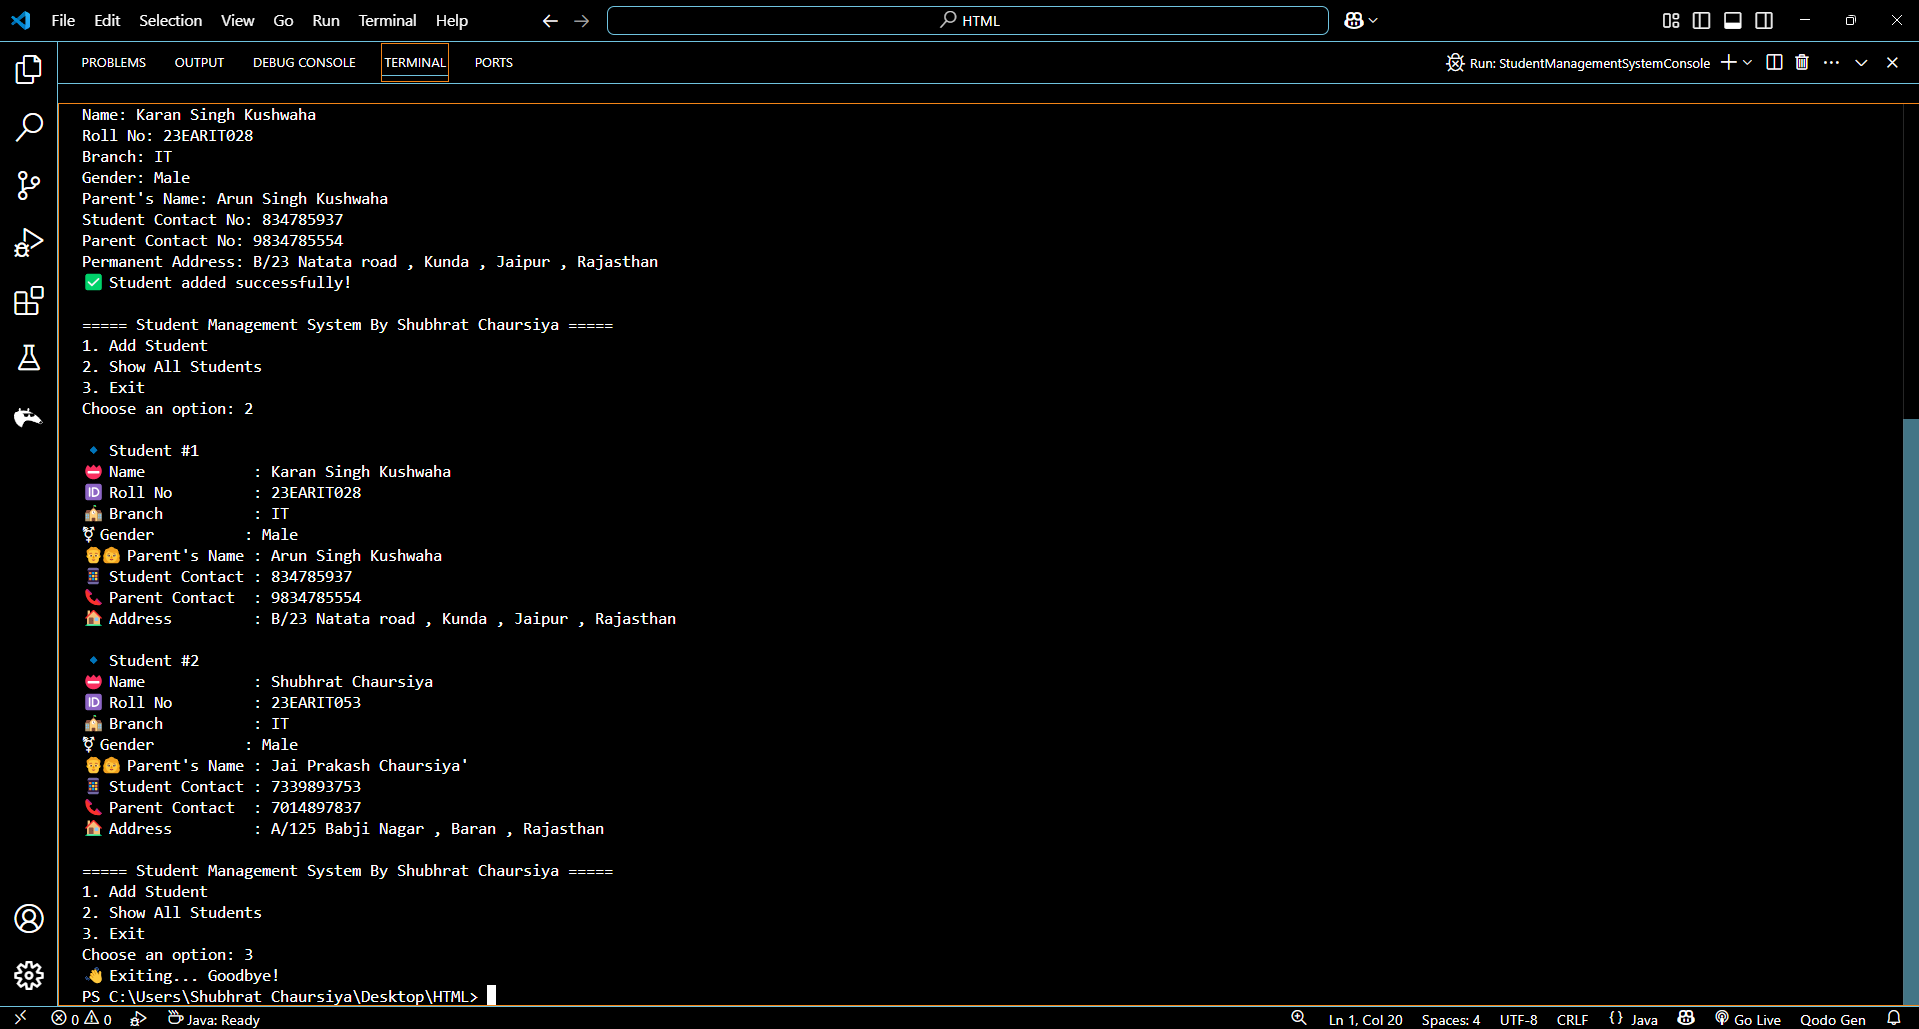 File Edit Selection View Go Run Terminal Help
HTML
PROBLEMS OUTPUT DEBUG CONSOLE TERMINAL PORTS
Run: StudentManagementSystemConsole
Name: Karan Singh Kushwaha
Roll No: 23EARIT028
Branch: IT
Gender: Male
Parent's Name: Arun Singh Kushwaha
Student Contact No: 834785937
Parent Contact No: 9834785554
Permanent Address: B/23 Natata road , Kunda , Jaipur , Rajasthan
✅ Student added successfully!
===== Student Management System By Shubhrat Chaursiya =====
1. Add Student
2. Show All Students
3. Exit
Choose an option: 2
🔹 Student #1
📛 Name : Karan Singh Kushwaha
🆔 Roll No : 23EARIT028
🏫 Branch : IT
⚧ Gender : Male
👨👩 Parent's Name : Arun Singh Kushwaha
📱 Student Contact : 834785937
📞 Parent Contact : 9834785554
🏠 Address : B/23 Natata road , Kunda , Jaipur , Rajasthan
🔹 Student #2
📛 Name : Shubhrat Chaursiya
🆔 Roll No : 23EARIT053
🏫 Branch : IT
⚧ Gender : Male
👨👩 Parent's Name : Jai Prakash Chaursiya'
📱 Student Contact : 7339893753
📞 Parent Contact : 7014897837
🏠 Address : A/125 Babji Nagar , Baran , Rajasthan
===== Student Management System By Shubhrat Chaursiya =====
1. Add Student
2. Show All Students
3. Exit
Choose an option: 3
👋 Exiting... Goodbye!
PS C:\Users\Shubhrat Chaursiya\Desktop\HTML>
0 0 Java: Ready Ln 1, Col 20 Spaces: 4 UTF-8 CRLF {} Java Go Live Qodo Gen